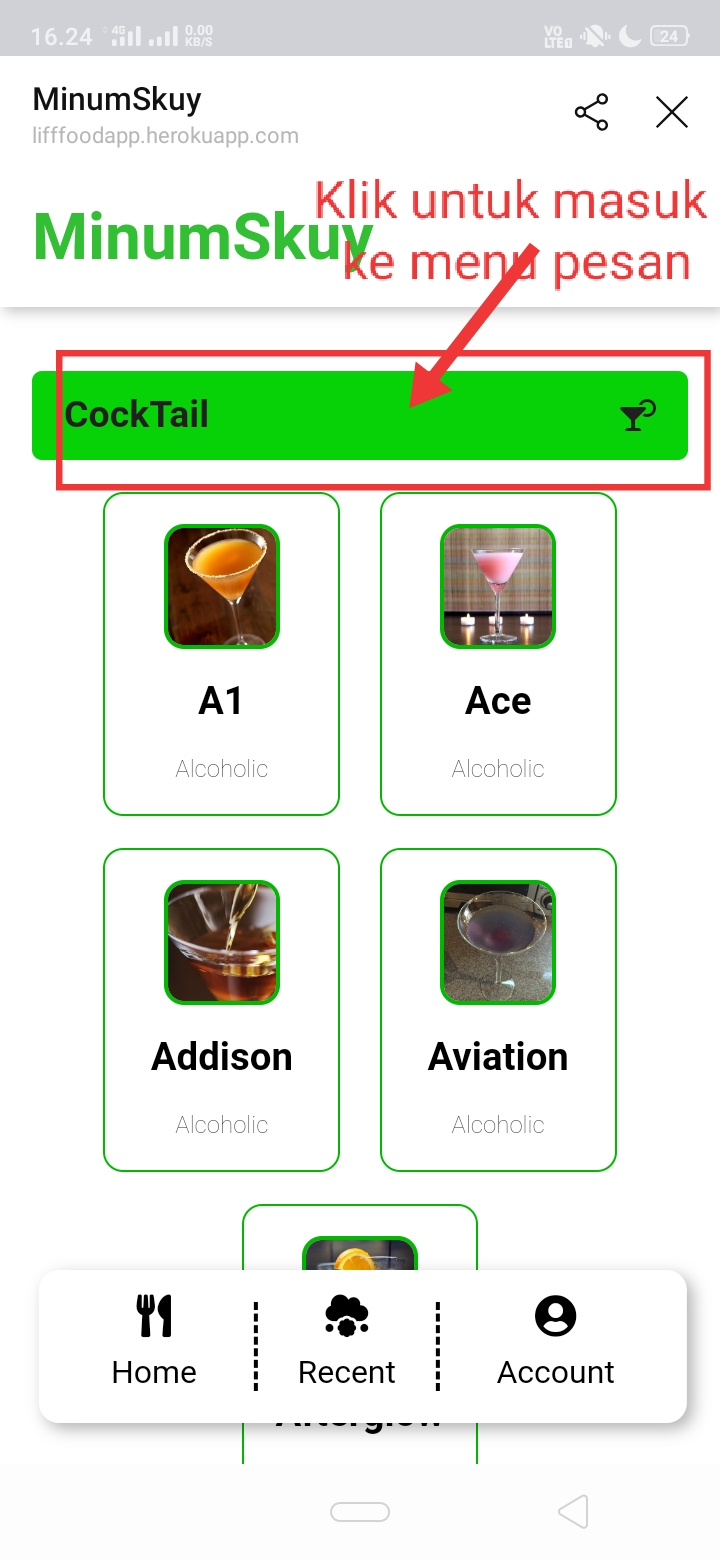 16.24 4G 0.00 KB/S VO LTE 24
MinumSkuy
lifffoodapp.herokuapp.com
Klik untuk masuk
MinumSkuy
ke menu pesan
CockTail
A1 Ace
Alcoholic Alcoholic
Addison Aviation
Alcoholic Alcoholic
Home Recent Account
Afterglow